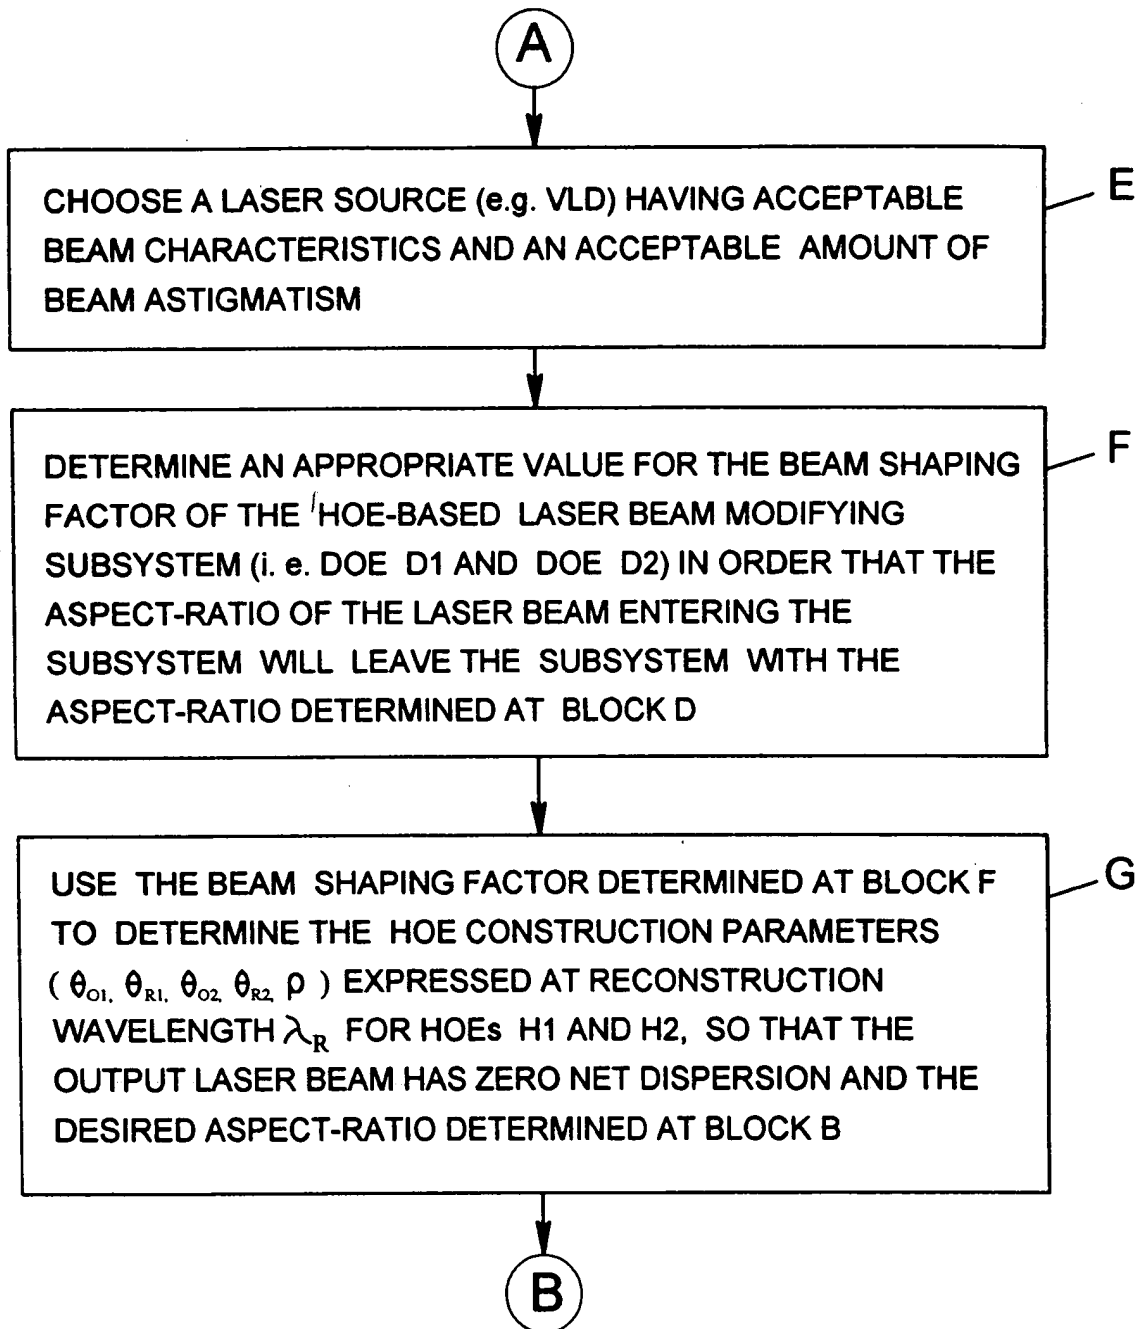 A
CHOOSE A LASER SOURCE (e.g. VLD) HAVING ACCEPTABLE
BEAM CHARACTERISTICS AND AN ACCEPTABLE AMOUNT OF
BEAM ASTIGMATISM
E
DETERMINE AN APPROPRIATE VALUE FOR THE BEAM SHAPING
FACTOR OF THE HOE-BASED LASER BEAM MODIFYING
SUBSYSTEM (i. e. DOE D1 AND DOE D2) IN ORDER THAT THE
ASPECT-RATIO OF THE LASER BEAM ENTERING THE
SUBSYSTEM WILL LEAVE THE SUBSYSTEM WITH THE
ASPECT-RATIO DETERMINED AT BLOCK D
F
USE THE BEAM SHAPING FACTOR DETERMINED AT BLOCK F
TO DETERMINE THE HOE CONSTRUCTION PARAMETERS
( θO1, θR1, θO2, θR2, ρ ) EXPRESSED AT RECONSTRUCTION
WAVELENGTH λR FOR HOEs H1 AND H2, SO THAT THE
OUTPUT LASER BEAM HAS ZERO NET DISPERSION AND THE
DESIRED ASPECT-RATIO DETERMINED AT BLOCK B
G
B